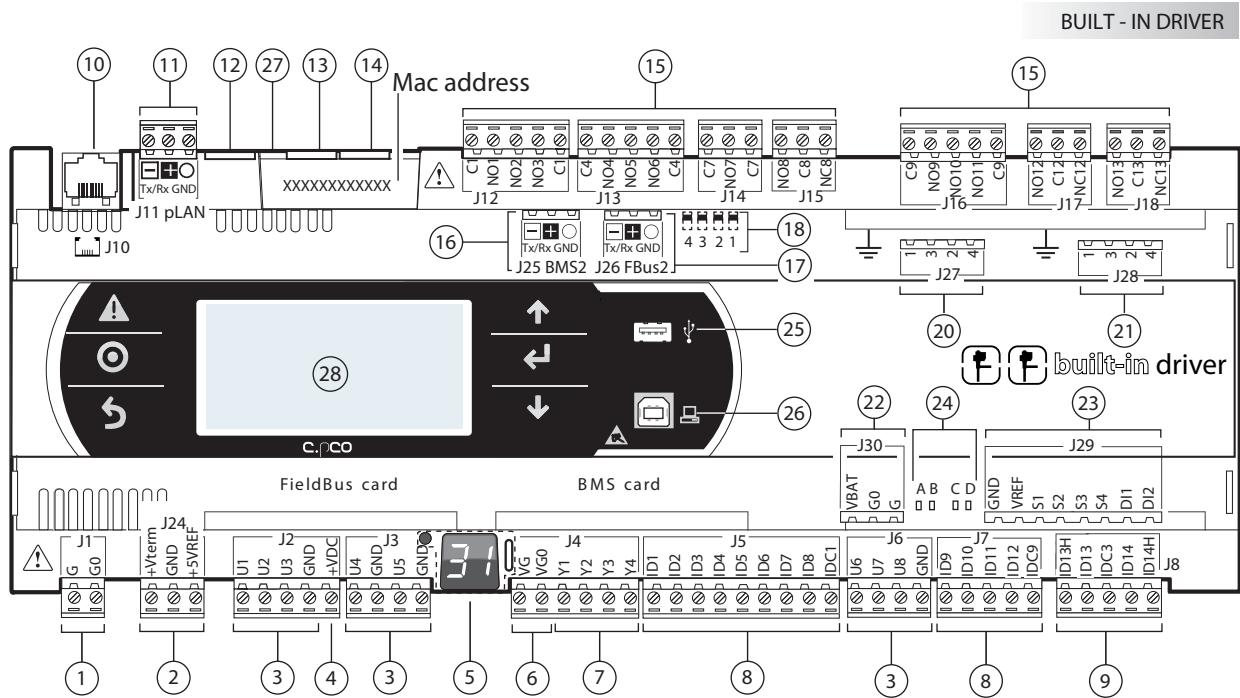 BUILT - IN DRIVER
10 11 12 27 13 14 15 15
Mac address
C1 NO1 NO2 NO3 C1 C4 NO4 NO5 NO6 C4 C7 NO7 C7 NO8 C8 NC8 C9 NO9 NO10 NO11 C9 NO12 C12 NC12 NO13 C13 NC13
XXXXXXXXXXXX
Tx/Rx GND
J12 J13 J14 J15 J16 J17 J18
J11 pLAN
J10
16 Tx/Rx GND Tx/Rx GND 4 3 2 1 18
J25 BMS2 J26 FBus2 17
1 3 2 4 1 3 2 4
J27 J28
20 21
25
28
built-in driver
26
c.pco
22 24 23
J30 J29
FieldBus card BMS card
VBAT G0 G A B C D GND VREF S1 S2 S3 S4 DI1 DI2
J1 J24 J2 J3 J4 J5 J6 J7 J8
G G0 +Vterm GND +5VREF U1 U2 U3 GND +VDC U4 GND U5 GND 31 VG VG0 Y1 Y2 Y3 Y4 ID1 ID2 ID3 ID4 ID5 ID6 ID7 ID8 IDC1 U6 U7 U8 GND ID9 ID10 ID11 ID12 IDC9 ID13H ID13 IDC3 ID14 ID14H
1 2 3 4 3 5 6 7 8 3 8 9